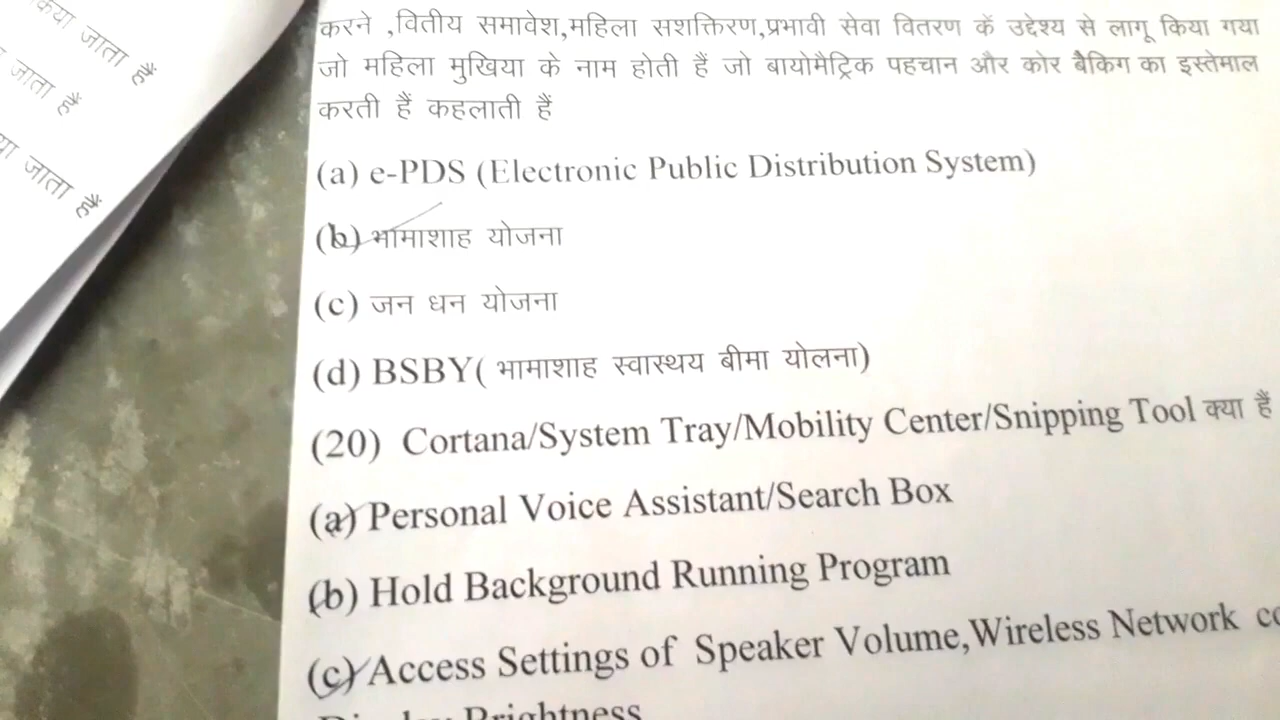 किया जाता हैं
जाता हैं
जाता हैं
करने ,वितीय समावेश,महिला सशक्तिरण,प्रभावी सेवा वितरण कें उद्देश्य से लागू किया गया
जो महिला मुखिया के नाम होती हैं जो बायोमैट्रिक पहचान और कोर बैकिग का इस्तेमाल
करती हैं कहलाती हैं
(a) e-PDS (Electronic Public Distribution System)
(b) भामाशाह योजना
(c) जन धन योजना
(d) BSBY( भामाशाह स्वास्थय बीमा योलना)
(20) Cortana/System Tray/Mobility Center/Snipping Tool क्या हैं
(a) Personal Voice Assistant/Search Box
(b) Hold Background Running Program
(c) Access Settings of Speaker Volume,Wireless Network
Brightness